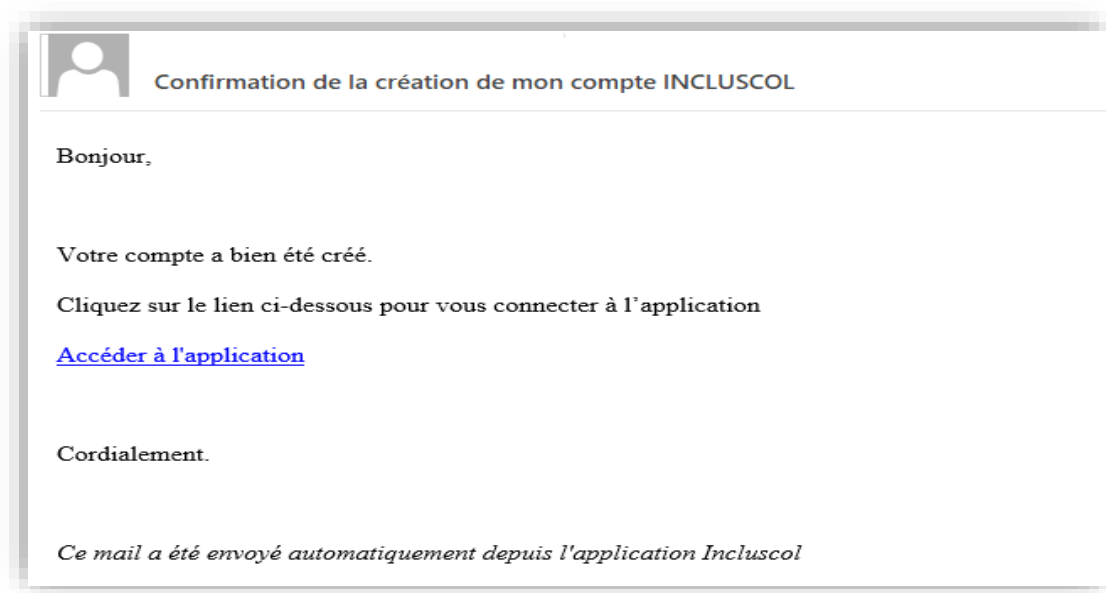 Confirmation de la création de mon compte INCLUSCOL
Bonjour,
Votre compte a bien été créé.
Cliquez sur le lien ci-dessous pour vous connecter à l'application
Accéder à l'application
Cordialement.
Ce mail a été envoyé automatiquement depuis l'application Incluscol